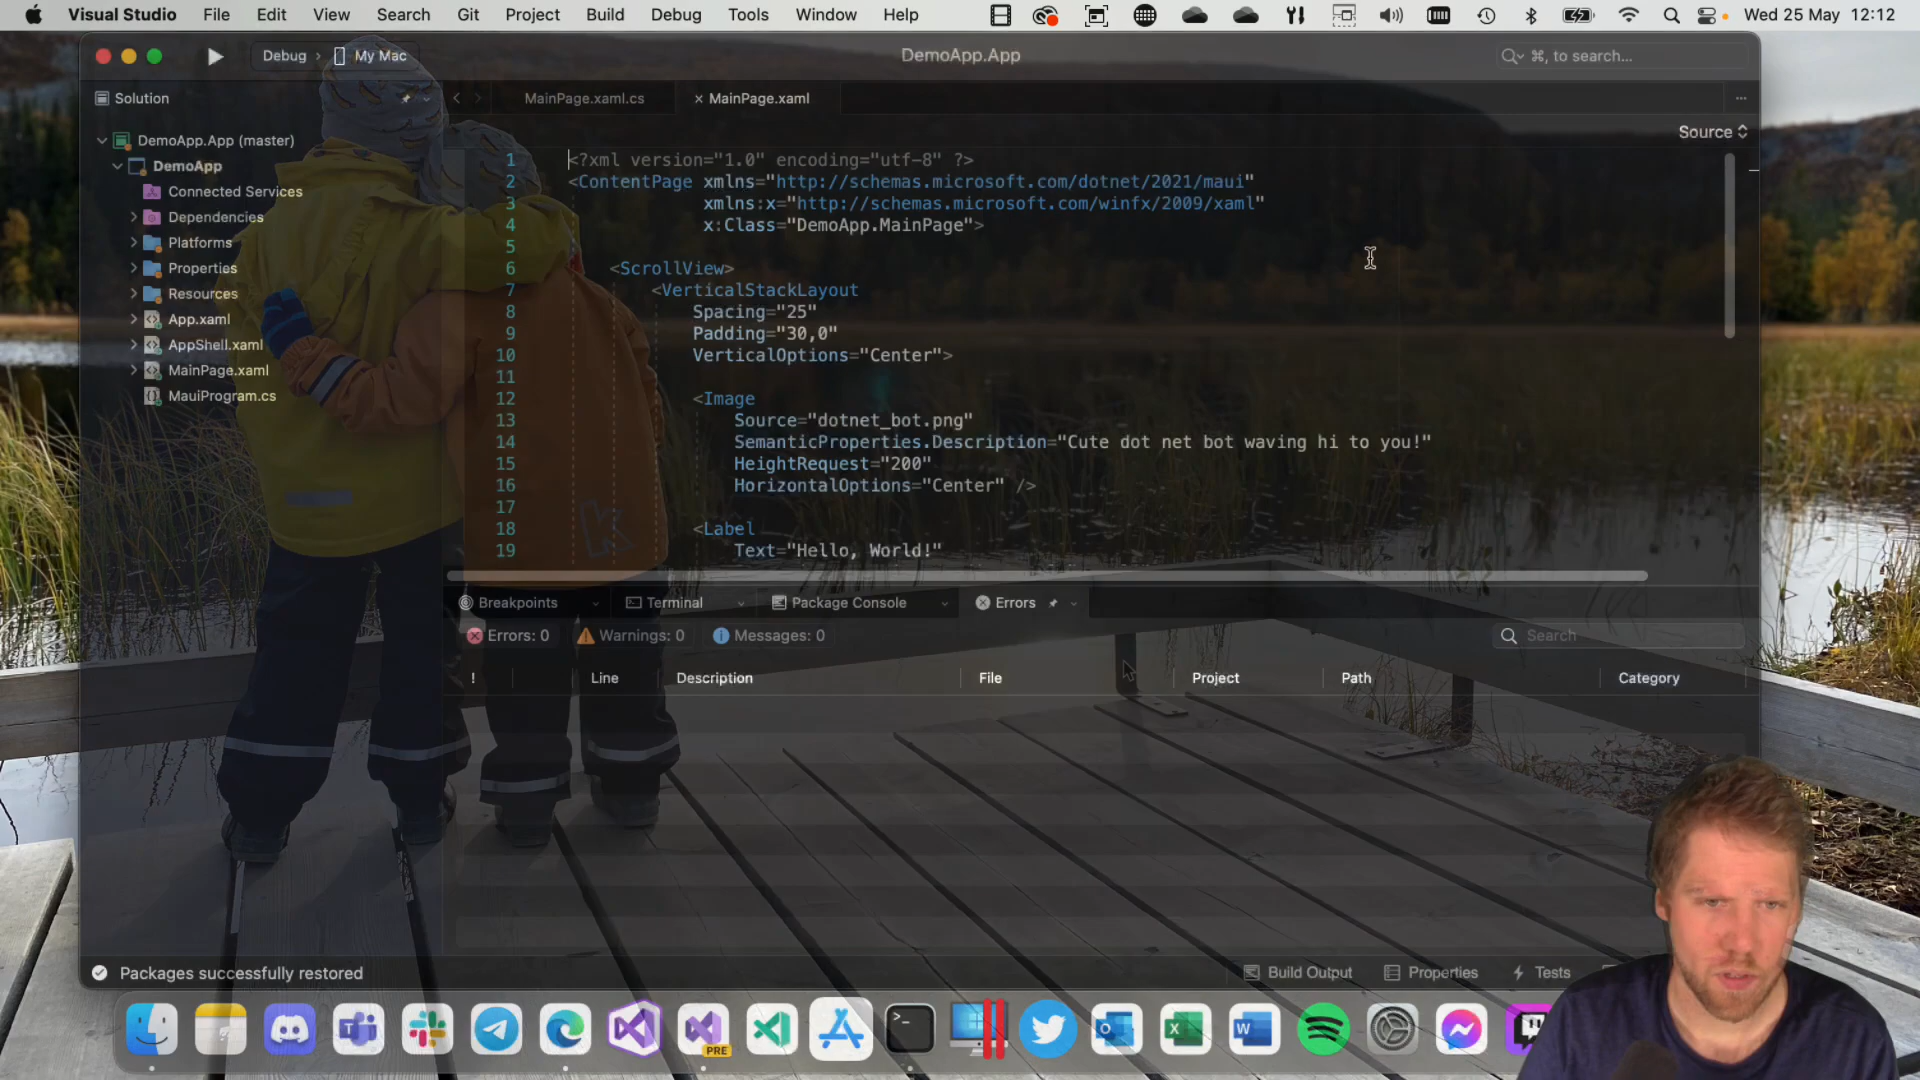 Visual Studio File Edit View Search Git Project Build Debug Tools Window Help Wed 25 May 12:12
Debug My Mac DemoApp.App ⌘, to search...
Solution MainPage.xaml.cs MainPage.xaml
Source
DemoApp.App (master)
DemoApp
Connected Services
Dependencies
Platforms
Properties
Resources
App.xaml
AppShell.xaml
MainPage.xaml
MauiProgram.cs
1 <?xml version="1.0" encoding="utf-8" ?>
2 <ContentPage xmlns="http://schemas.microsoft.com/dotnet/2021/maui"
3 xmlns:x="http://schemas.microsoft.com/winfx/2009/xaml"
4 x:Class="DemoApp.MainPage">
5
6 <ScrollView>
7 <VerticalStackLayout
8 Spacing="25"
9 Padding="30,0"
10 VerticalOptions="Center">
11
12 <Image
13 Source="dotnet_bot.png"
14 SemanticProperties.Description="Cute dot net bot waving hi to you!"
15 HeightRequest="200"
16 HorizontalOptions="Center" />
17
18 <Label
19 Text="Hello, World!"
Breakpoints Terminal Package Console Errors
Errors: 0 Warnings: 0 Messages: 0 Search
! Line Description File Project Path Category
Packages successfully restored Build Output Properties Tests
PRE